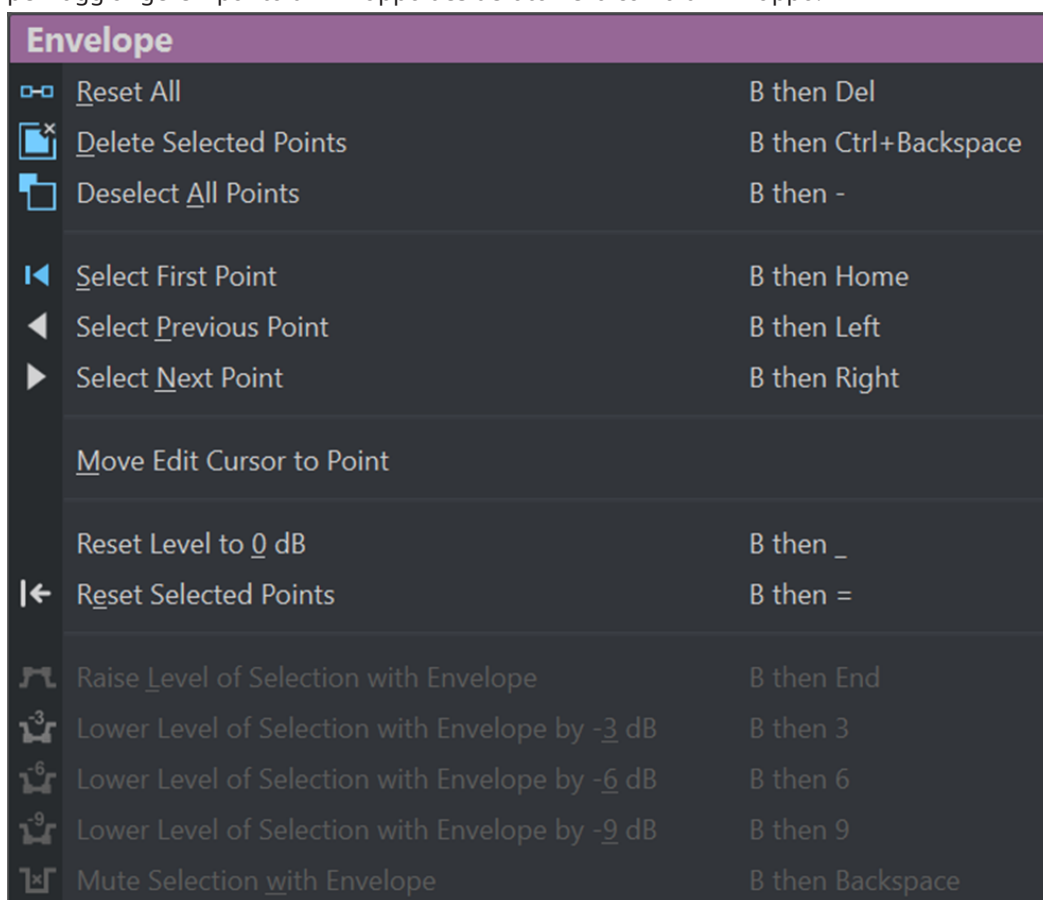 Envelope
Reset All B then Del
Delete Selected Points B then Ctrl+Backspace
Deselect All Points B then -
Select First Point B then Home
Select Previous Point B then Left
Select Next Point B then Right
Move Edit Cursor to Point
Reset Level to 0 dB B then _
Reset Selected Points B then =
Raise Level of Selection with Envelope B then End
-3 Lower Level of Selection with Envelope by -3 dB B then 3
-6 Lower Level of Selection with Envelope by -6 dB B then 6
-9 Lower Level of Selection with Envelope by -9 dB B then 9
Mute Selection with Envelope B then Backspace